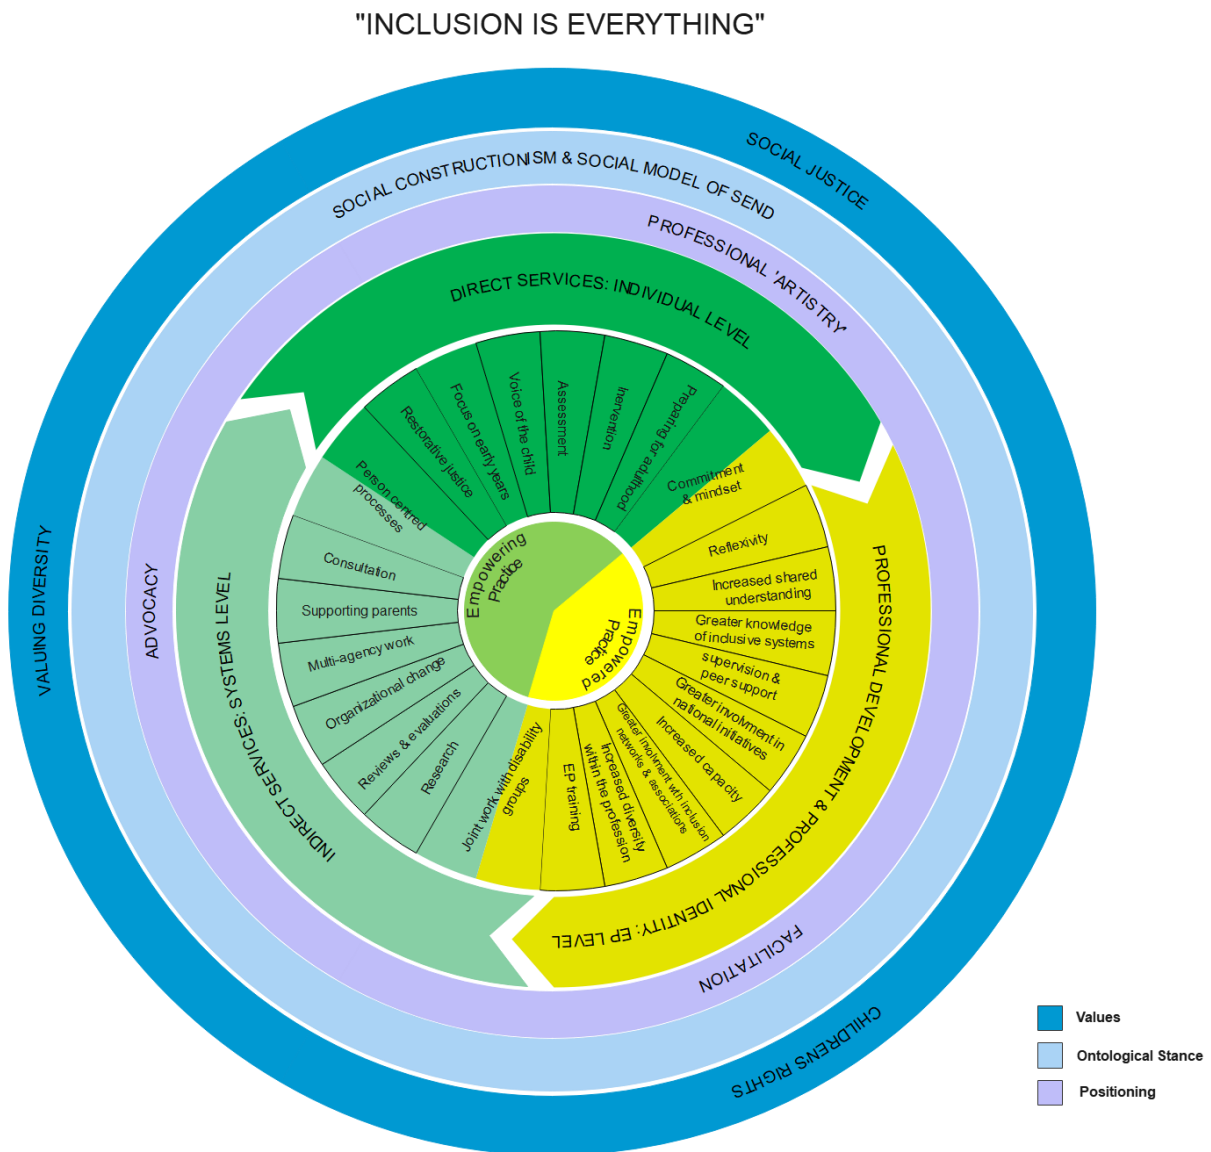 "INCLUSION IS EVERYTHING"
SOCIAL JUSTICE
SOCIAL CONSTRUCTIONISM & SOCIAL MODEL OF SEND
PROFESSIONAL 'ARTISTRY'
DIRECT SERVICES: INDIVIDUAL LEVEL
Person centred
processes
Restorative justice
Focus on early years
Voice of the child
Assessment
Inervention
Preparing for adulthood
Commitment
& mindset
Reflexivity
Increased shared
understanding
Greater knowledge
of inclusive systems
supervision &
peer support
Greater involvment in
national initiatives
Increased capacity
Greater involvment wth inclusion
networks & associations
Increased diversity
within the profession
EP training
Joint work with disability
groups
Research
Reviews & evaluations
Organizational change
Multi-agency work
Supporting parents
Consultation
Empowering
Practice
Empowered
Practice
PROFESSIONAL DEVELOPMENT & PROFESSIONAL IDENTITY: EP LEVEL
INDIRECT SERVICES: SYSTEMS LEVEL
ADVOCACY
FACILITATION
VALUING DIVERSITY
CHILDREN'S RIGHTS
Values
Ontological Stance
Positioning